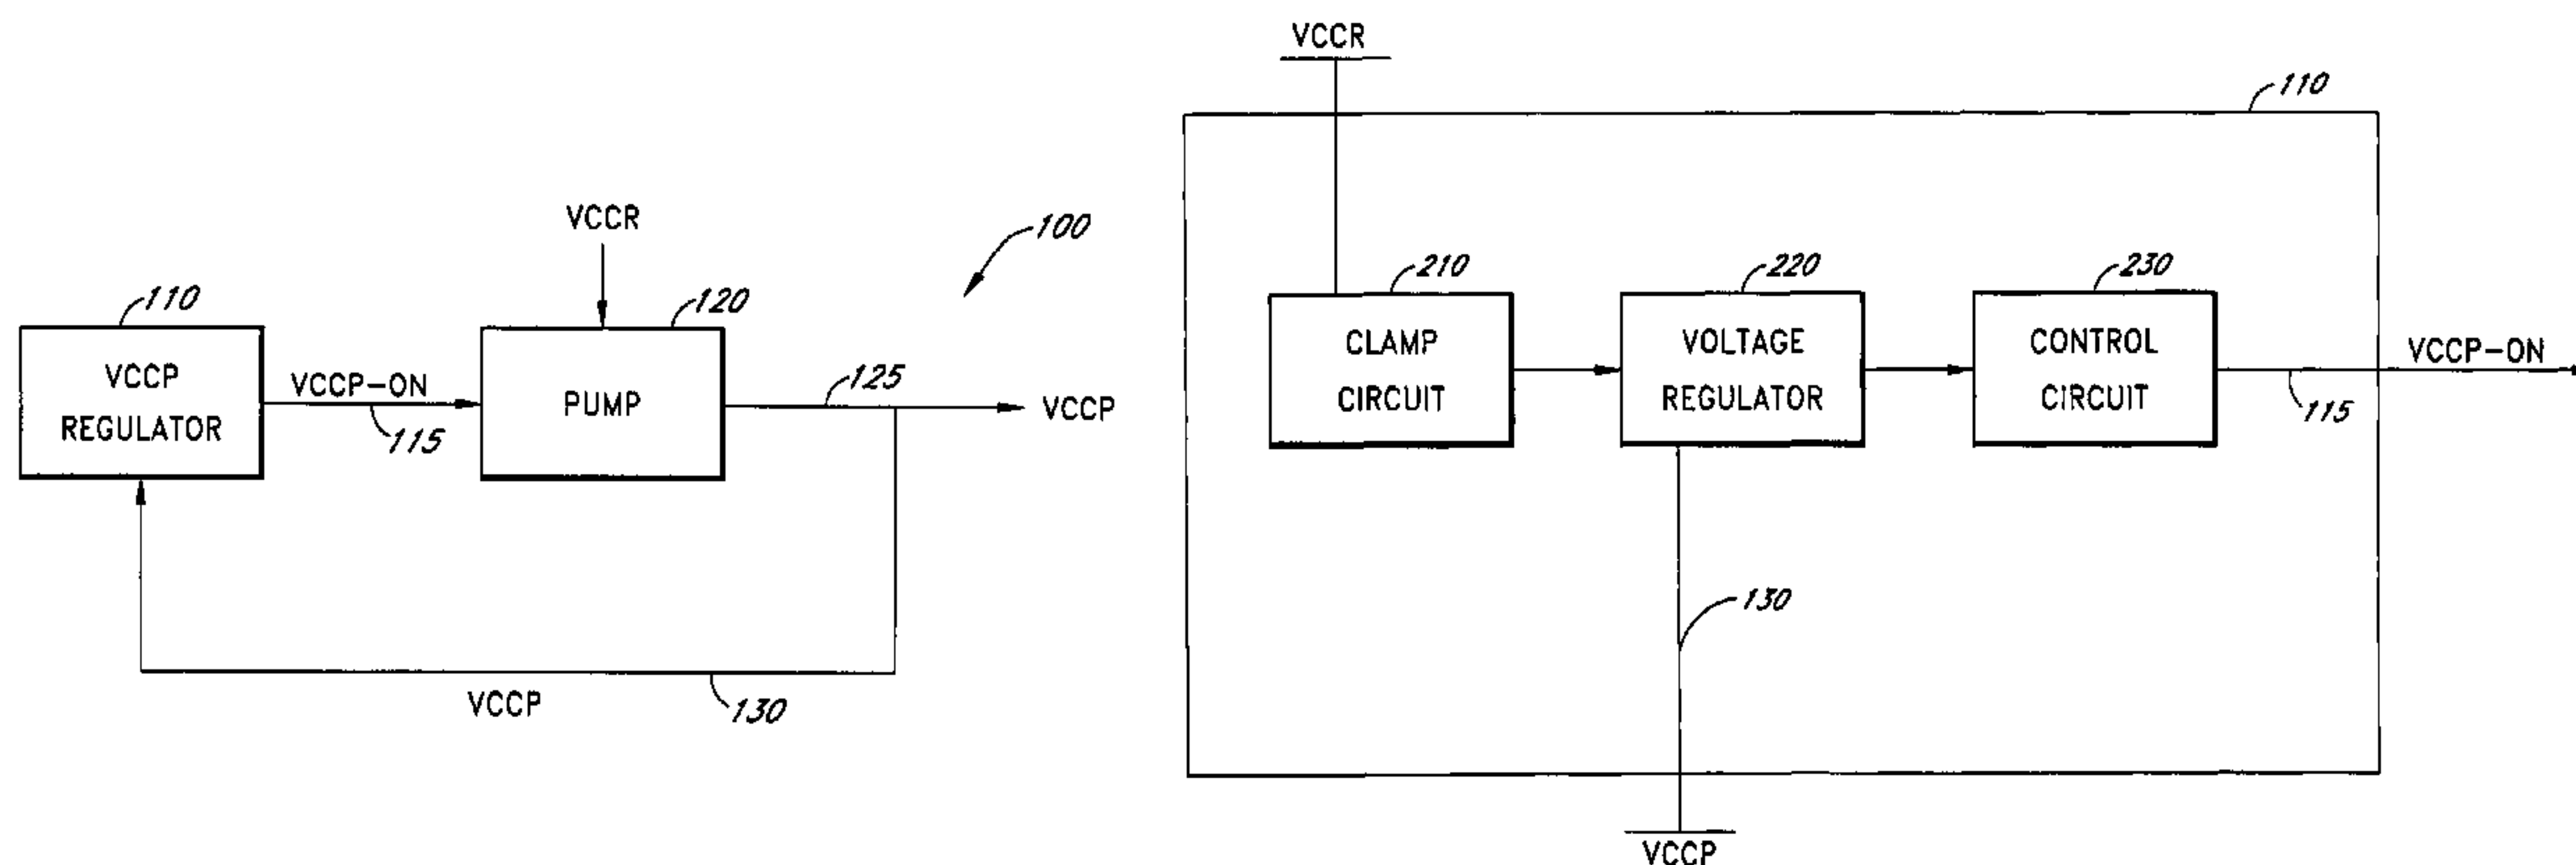 VCCR
100
110
VCCP
REGULATOR
VCCP-ON
115
120
PUMP
125
VCCP
VCCP
130
VCCR
110
210
CLAMP
CIRCUIT
220
VOLTAGE
REGULATOR
230
CONTROL
CIRCUIT
VCCP-ON
115
130
VCCP